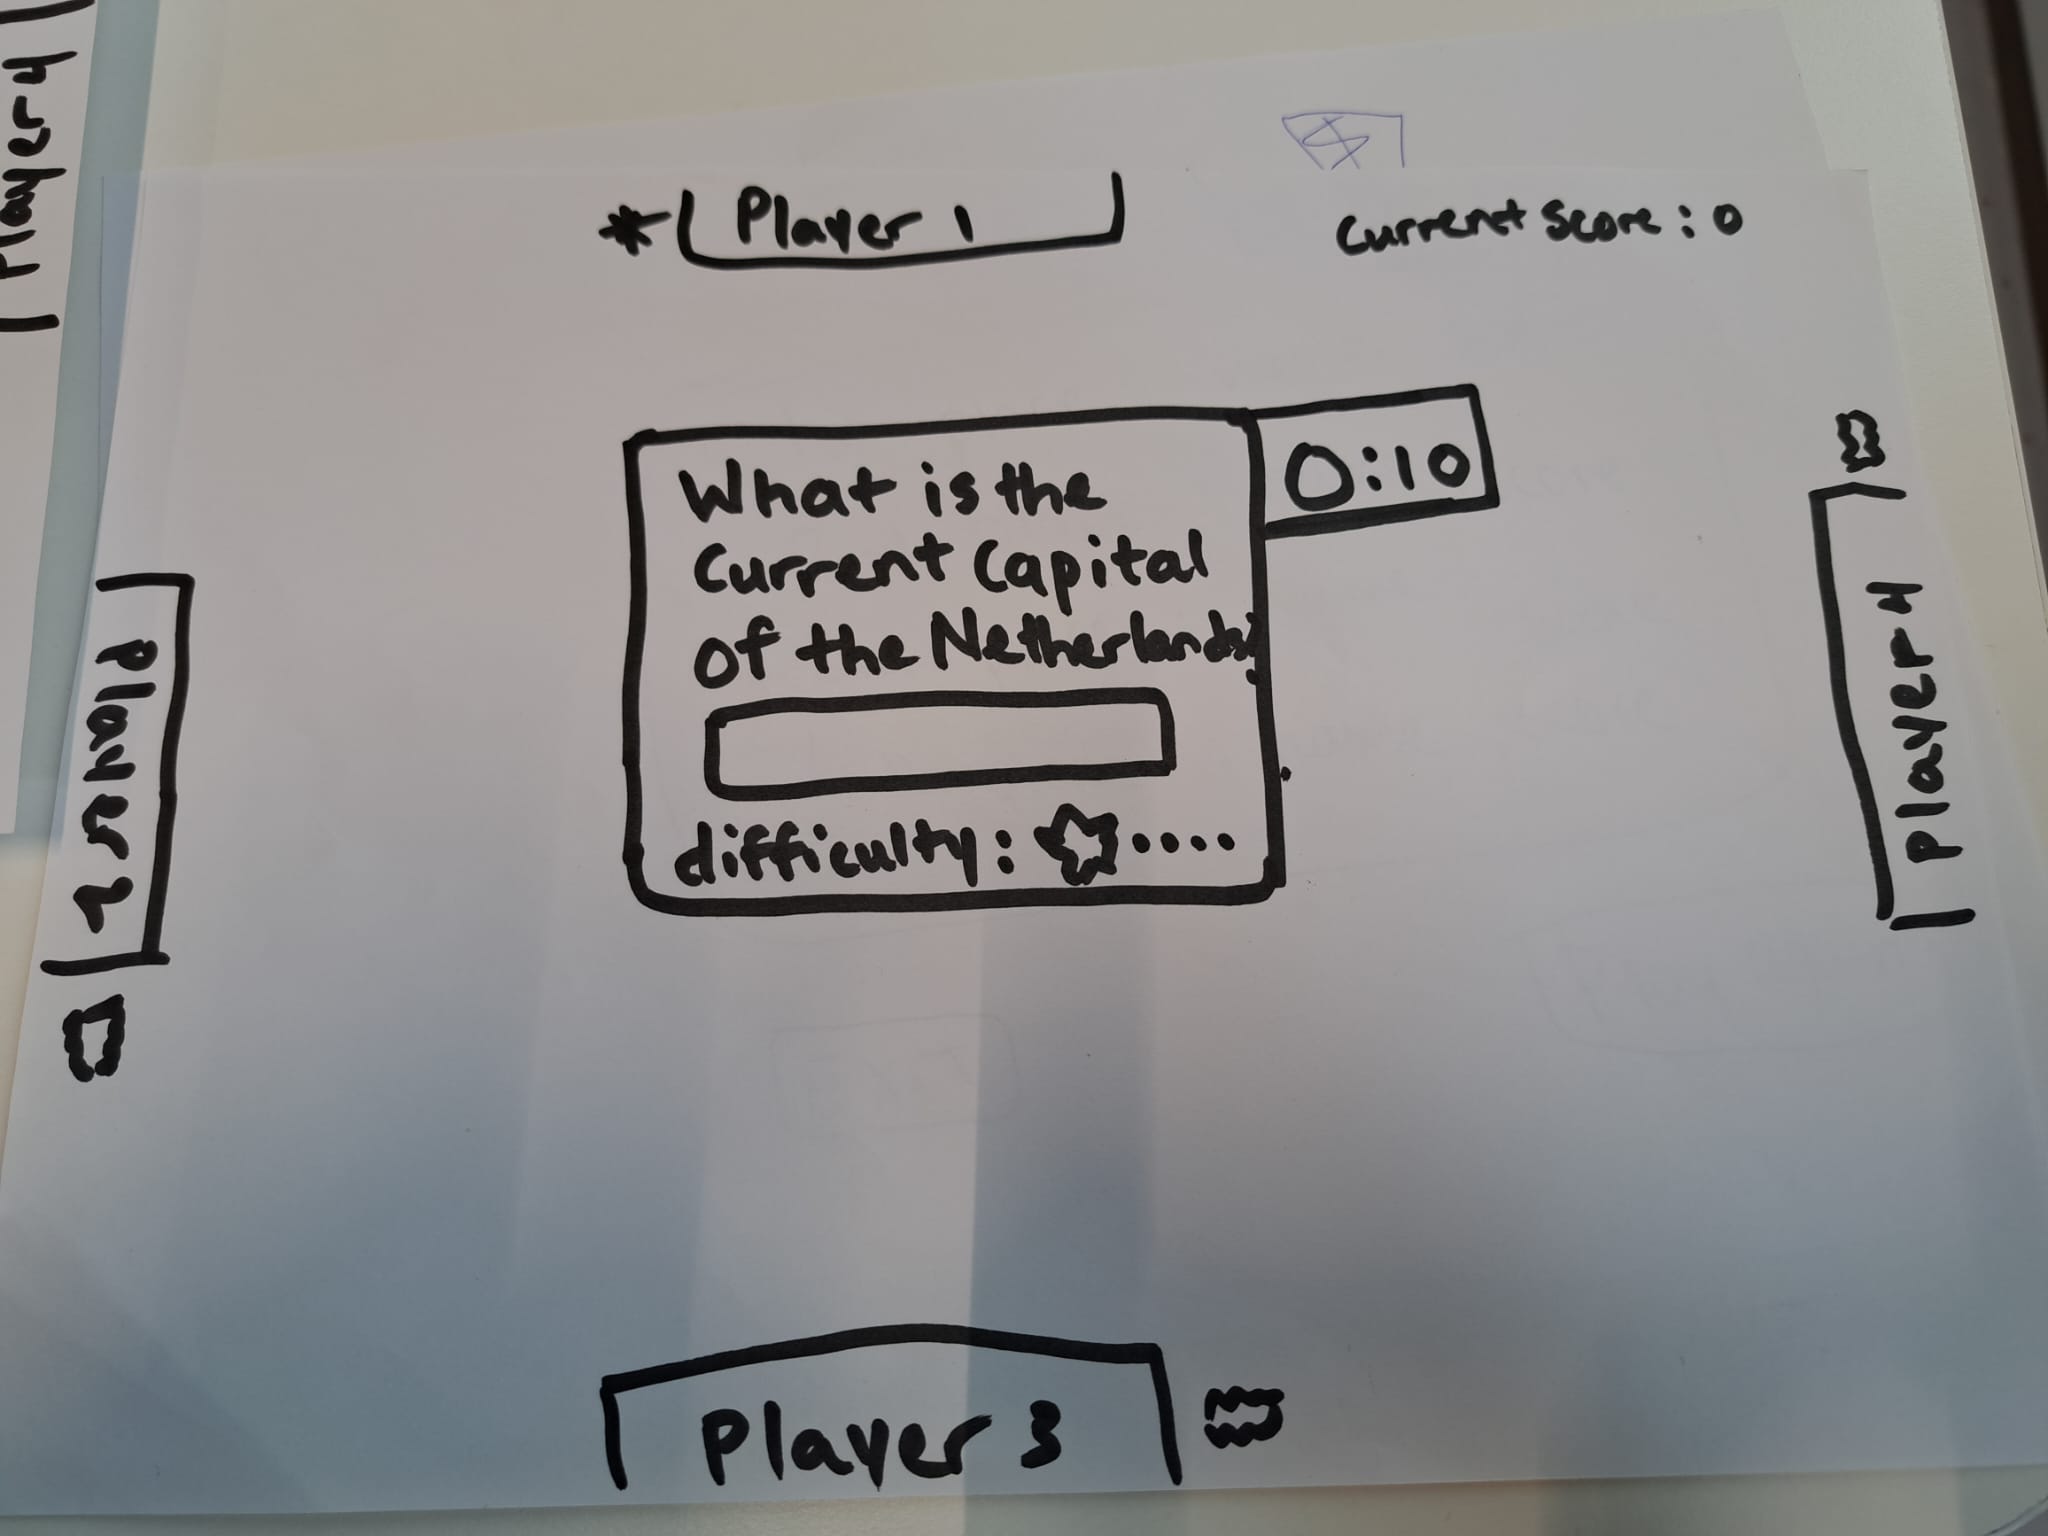 Player 4
Player 1
Current Score: 0
What is the
Current Capital
of the Netherlands?
0:10
difficulty:
Player 2
Player 4
Player 3